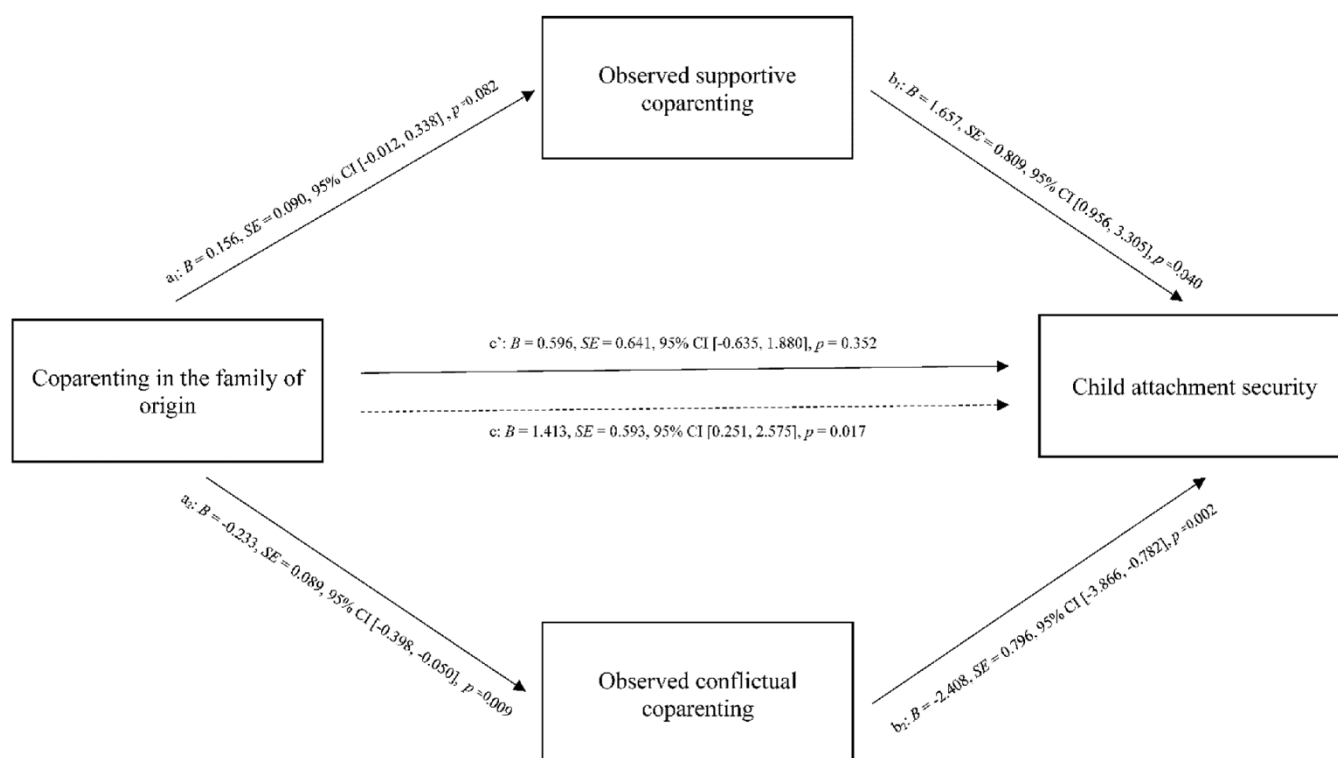 Observed supportive
coparenting
a₁: B = 0.156, SE = 0.090, 95% CI [-0.012, 0.338] , p =0.082
b₁: B = 1.657, SE = 0.809, 95% CI [0.956, 3.305], p =0.040
Coparenting in the family of
origin
c`: B = 0.596, SE = 0.641, 95% CI [-0.635, 1.880], p = 0.352
c: B = 1.413, SE = 0.593, 95% CI [0.251, 2.575], p = 0.017
Child attachment security
a₂: B = -0.233, SE = 0.089, 95% CI [-0.398, -0.050], p =0.009
b₂: B = -2.408, SE = 0.796, 95% CI [-3.866, -0.782], p =0.002
Observed conflictual
coparenting